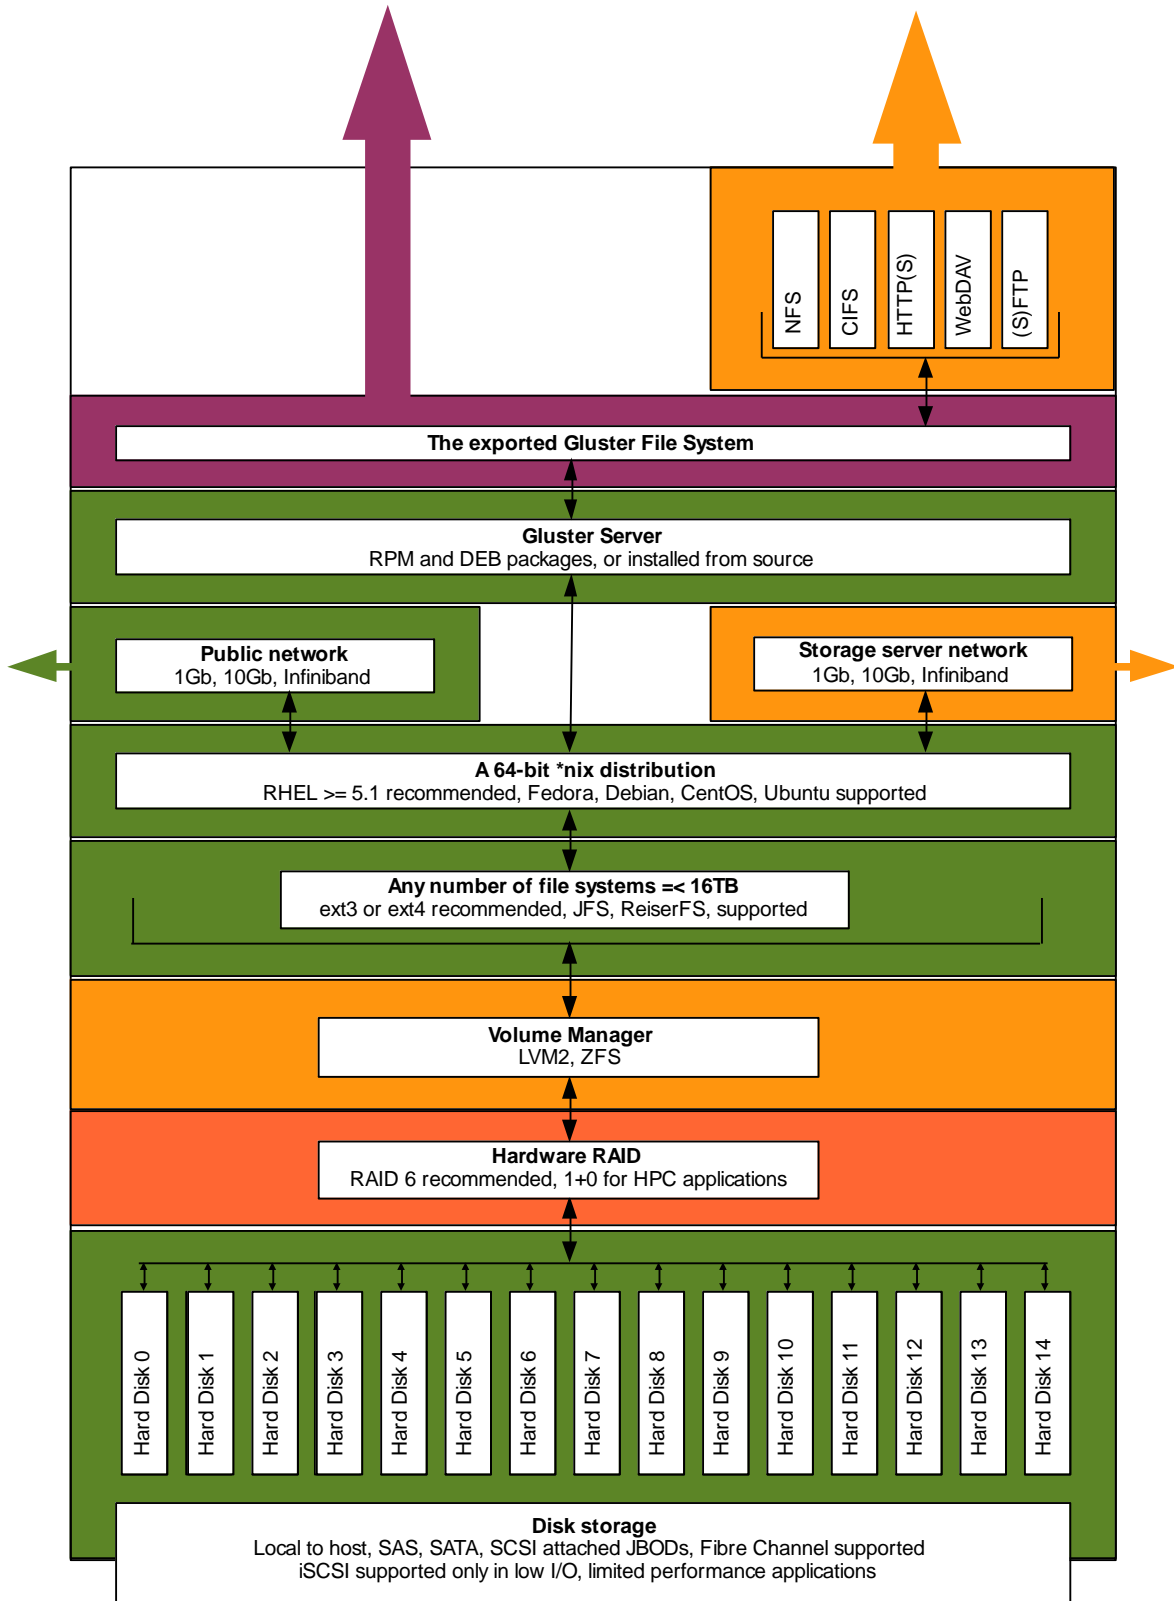 NFS
CIFS
HTTP(S)
WebDAV
(S)FTP
The exported Gluster File System
Gluster Server
RPM and DEB packages, or installed from source
Public network
1Gb, 10Gb, Infiniband
Storage server network
1Gb, 10Gb, Infiniband
A 64-bit *nix distribution
RHEL >= 5.1 recommended, Fedora, Debian, CentOS, Ubuntu supported
Any number of file systems =< 16TB
ext3 or ext4 recommended, JFS, ReiserFS, supported
Volume Manager
LVM2, ZFS
Hardware RAID
RAID 6 recommended, 1+0 for HPC applications
Hard Disk 0
Hard Disk 1
Hard Disk 2
Hard Disk 3
Hard Disk 4
Hard Disk 5
Hard Disk 6
Hard Disk 7
Hard Disk 8
Hard Disk 9
Hard Disk 10
Hard Disk 11
Hard Disk 12
Hard Disk 13
Hard Disk 14
Disk storage
Local to host, SAS, SATA, SCSI attached JBODs, Fibre Channel supported
iSCSI supported only in low I/O, limited performance applications